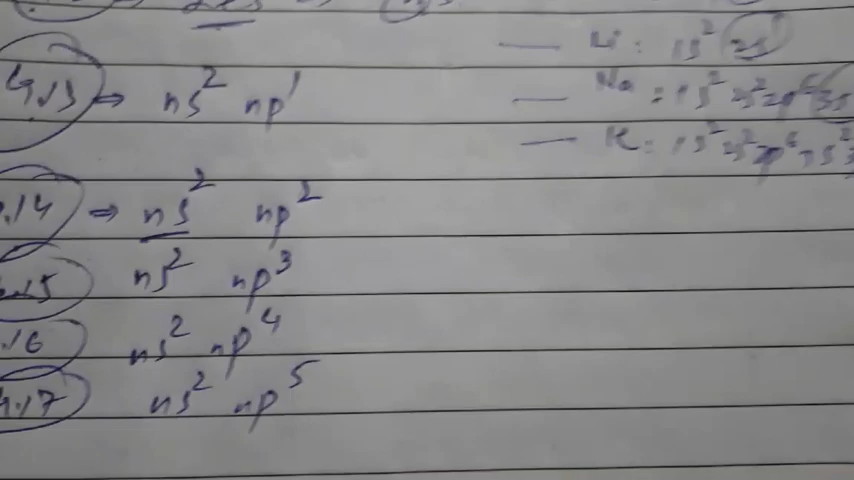 13 ⇒ ns² np¹
.14 ⇒ ns² np²
.15 ns² np³
.16 ns² np⁴
.17 ns² np⁵
— Li : 1s² 2s¹
— Na = 1s² 2s² 2p⁶ 3s
— K = 1s² 2s² 2p⁶ 3s²